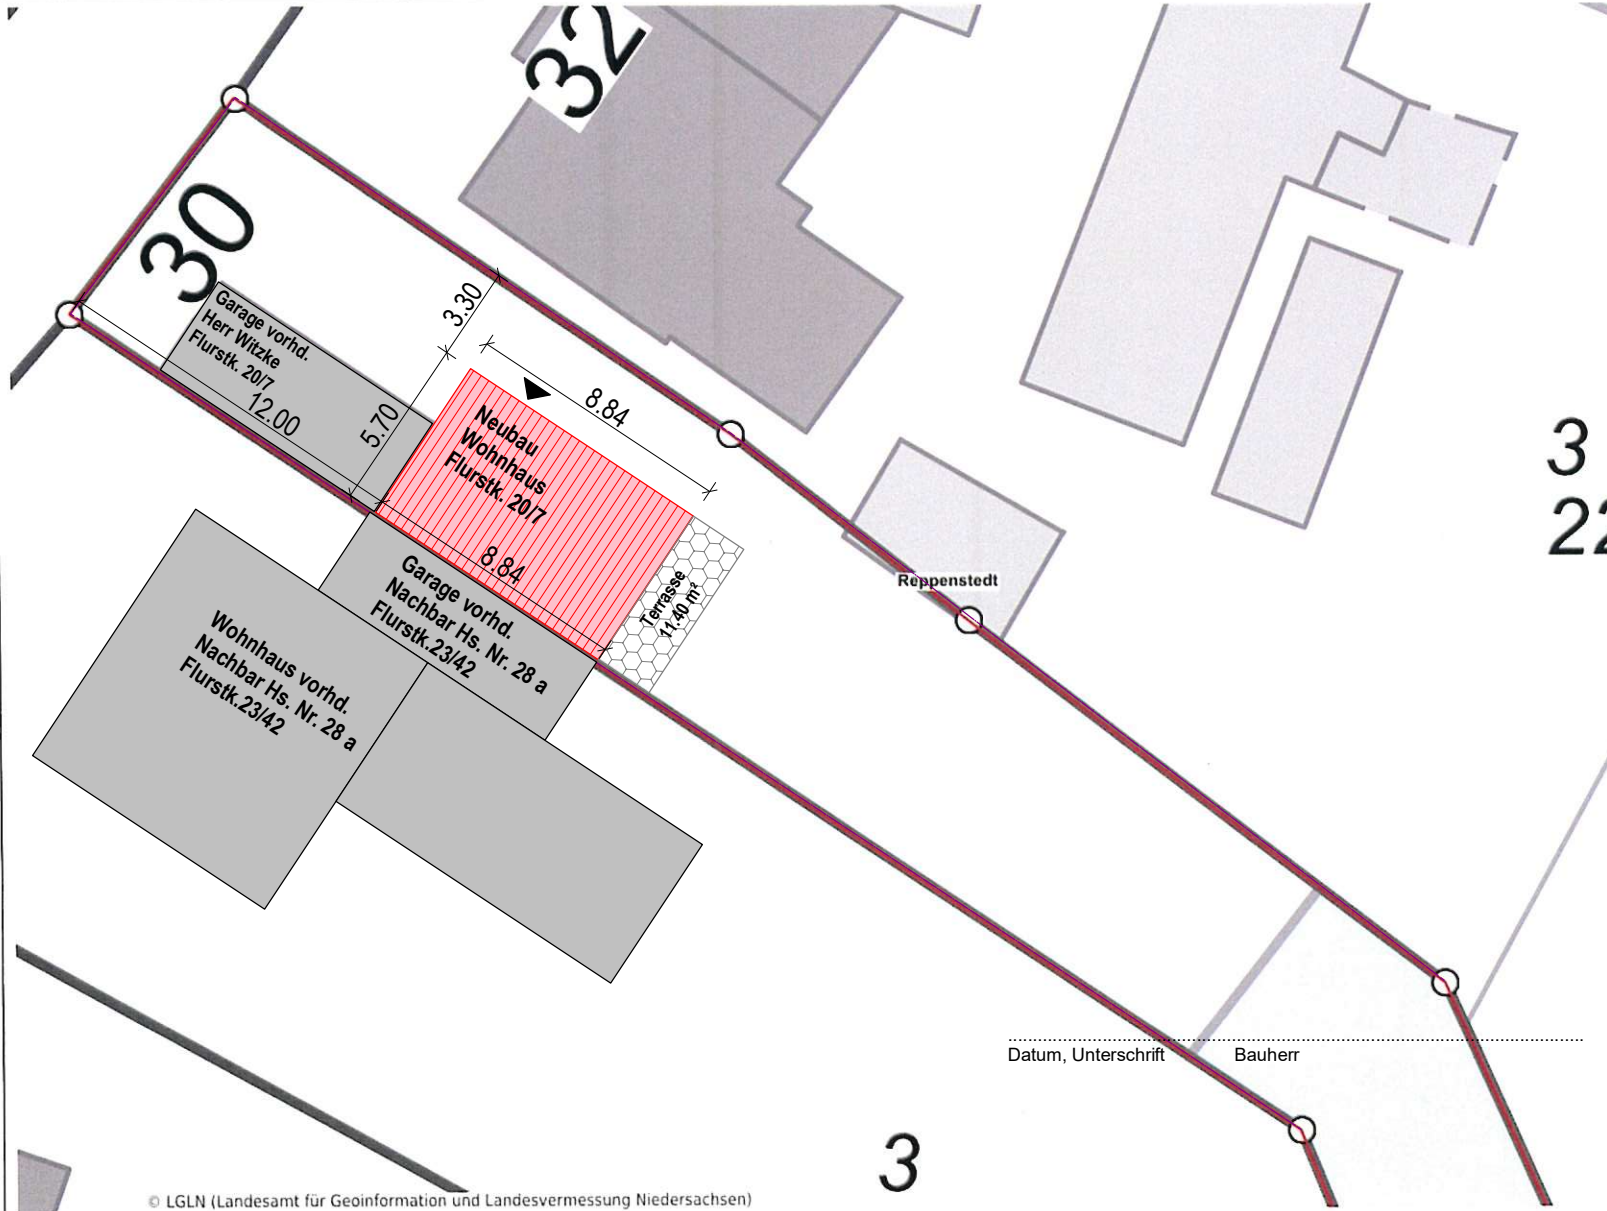 32
30
Garage vorhd.
Herr Witzke
Flurstk. 20/7
12.00
3.30
5.70
8.84
Neubau
Wohnhaus
Flurstk. 20/7
8.84
Terrasse
11.40 m²
Garage vorhd.
Nachbar Hs. Nr. 28 a
Flurstk.23/42
Wohnhaus vorhd.
Nachbar Hs. Nr. 28 a
Flurstk.23/42
Reppenstedt
3
22
Datum, Unterschrift Bauherr
3
© LGLN (Landesamt für Geoinformation und Landesvermessung Niedersachsen)